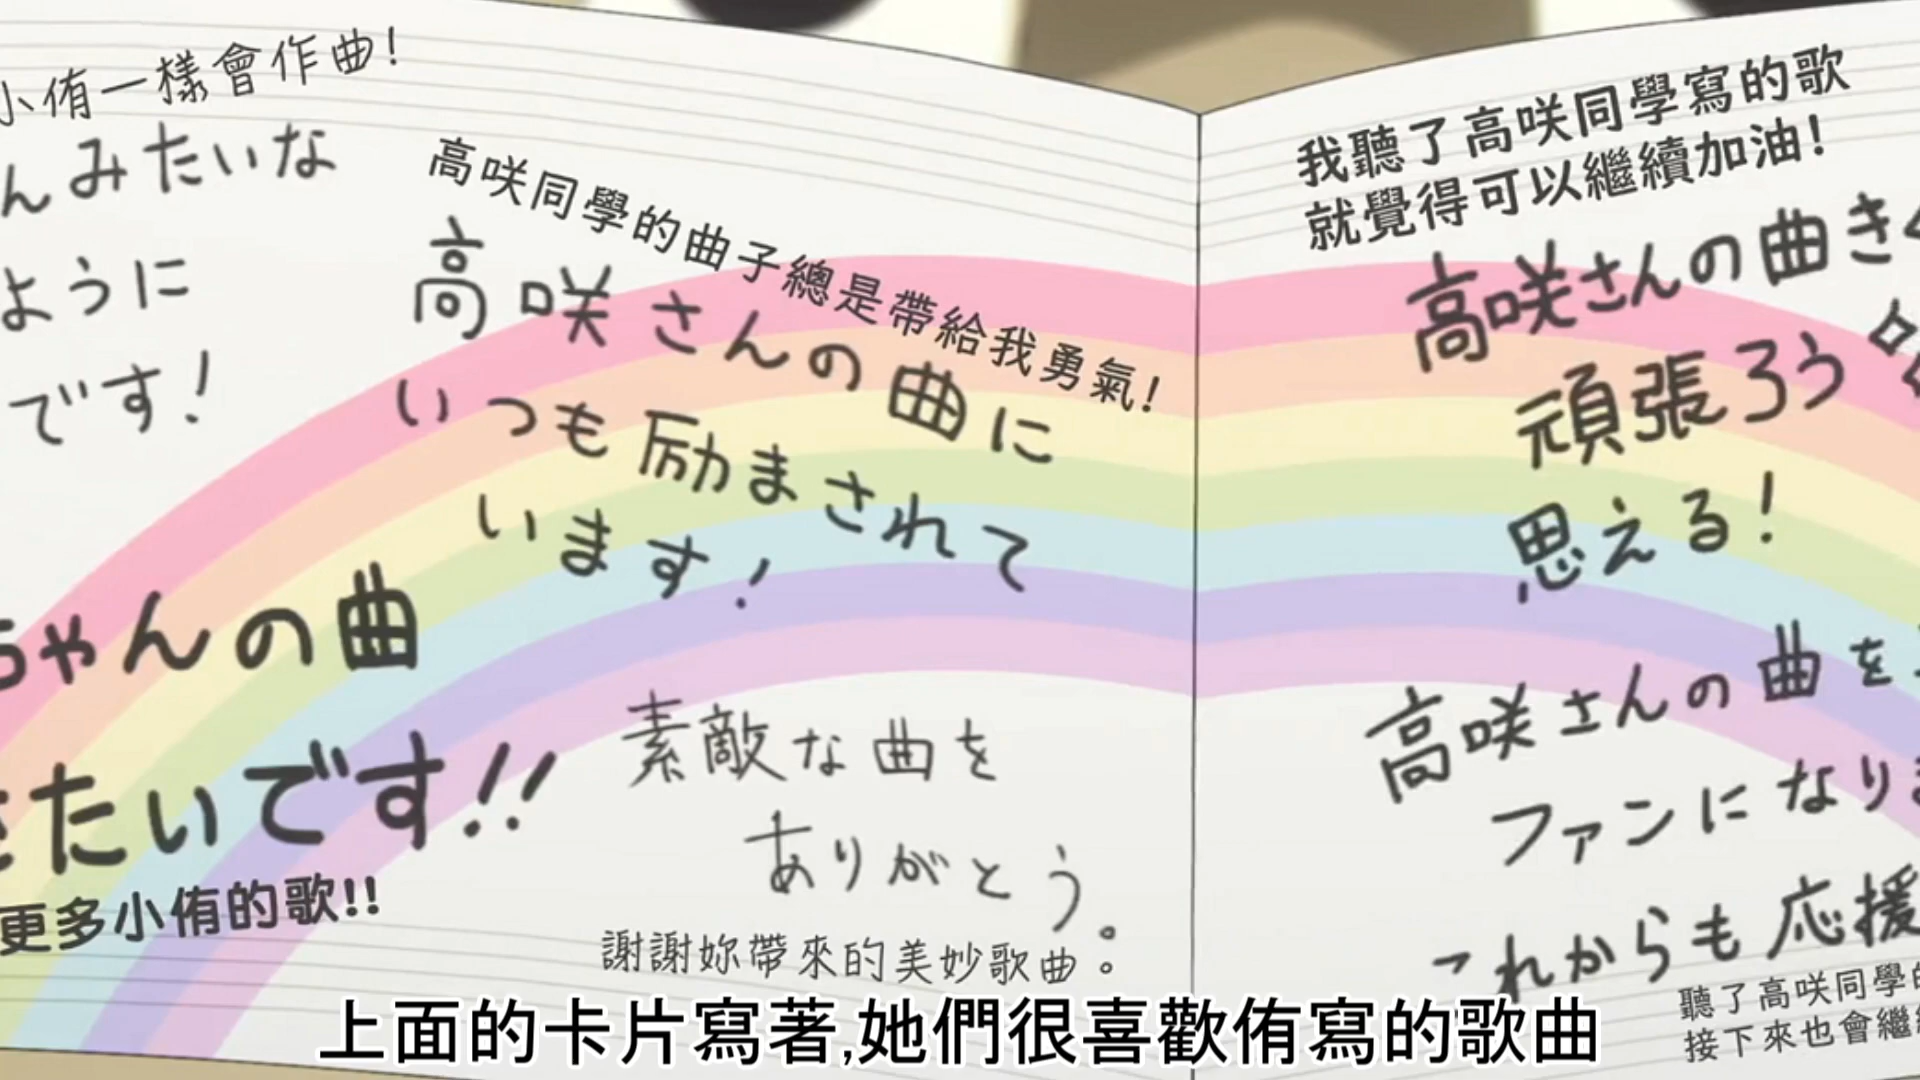 小侑一樣會作曲!
んみたいな
ように
です!
ちゃんの曲
きたいです!!
更多小侑的歌!!
高咲同學的曲子總是帶給我勇氣!
高咲さんの曲に
いつも励まされて
います!
素敵な曲を
ありがとう。
謝謝妳帶來的美妙歌曲。
我聽了高咲同學寫的歌
就覺得可以繼續加油!
高咲さんの曲き
頑張ろう
思える!
高咲さんの曲を
ファンになりま
これからも応援
聽了高咲同學的
接下來也會繼續
上面的卡片寫著,她們很喜歡侑寫的歌曲